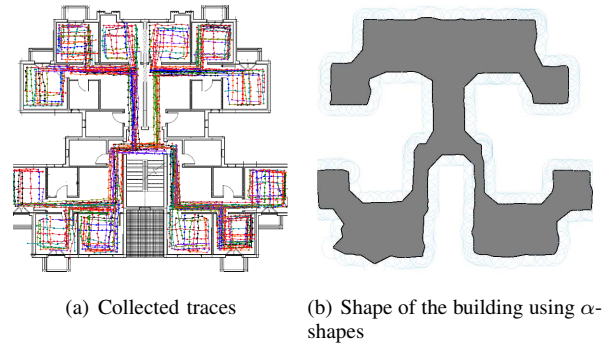 (a) Collected traces
(b) Shape of the building using α-
shapes